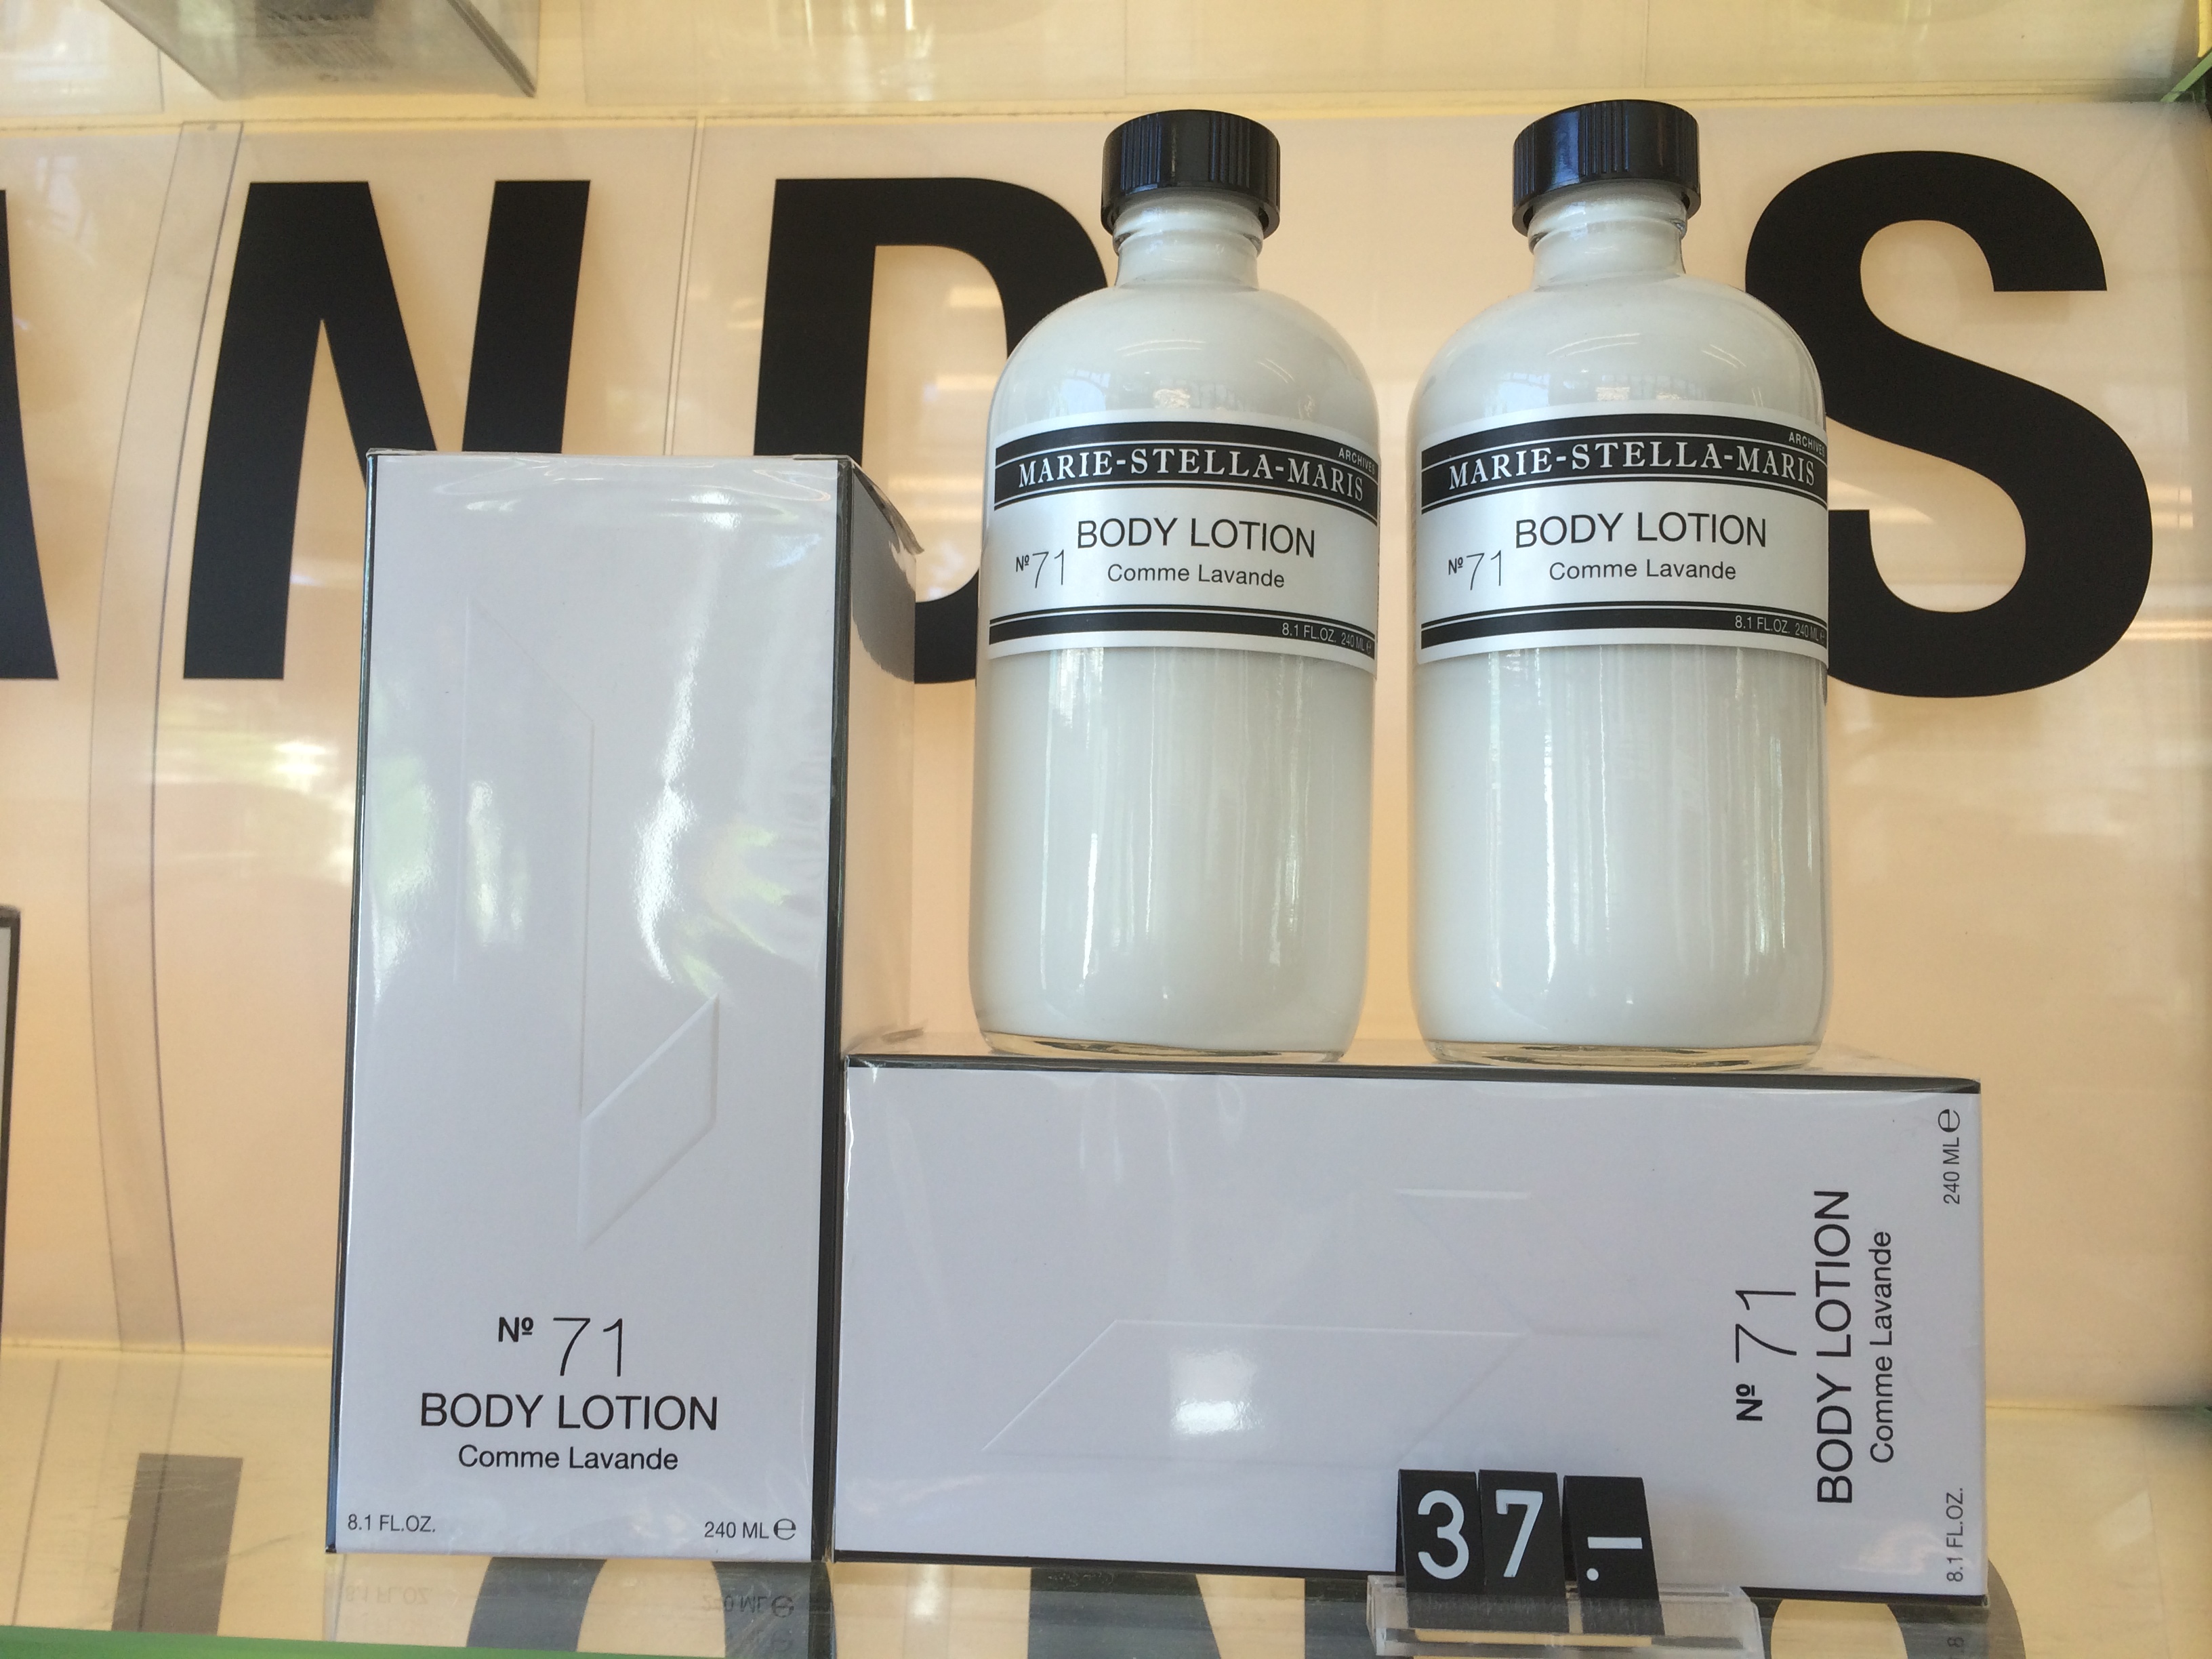 ANDS
ARCHIVES
MARIE-STELLA-MARIS
Nº71 BODY LOTION
Comme Lavande
8.1 FL.OZ. 240 ML ℮
ARCHIVES
MARIE-STELLA-MARIS
Nº71 BODY LOTION
Comme Lavande
8.1 FL.OZ. 240 ML ℮
Nº 71
BODY LOTION
Comme Lavande
8.1 FL.OZ. 240 ML ℮
Nº 71
BODY LOTION
Comme Lavande
8.1 FL.OZ. 240 ML ℮
37.-